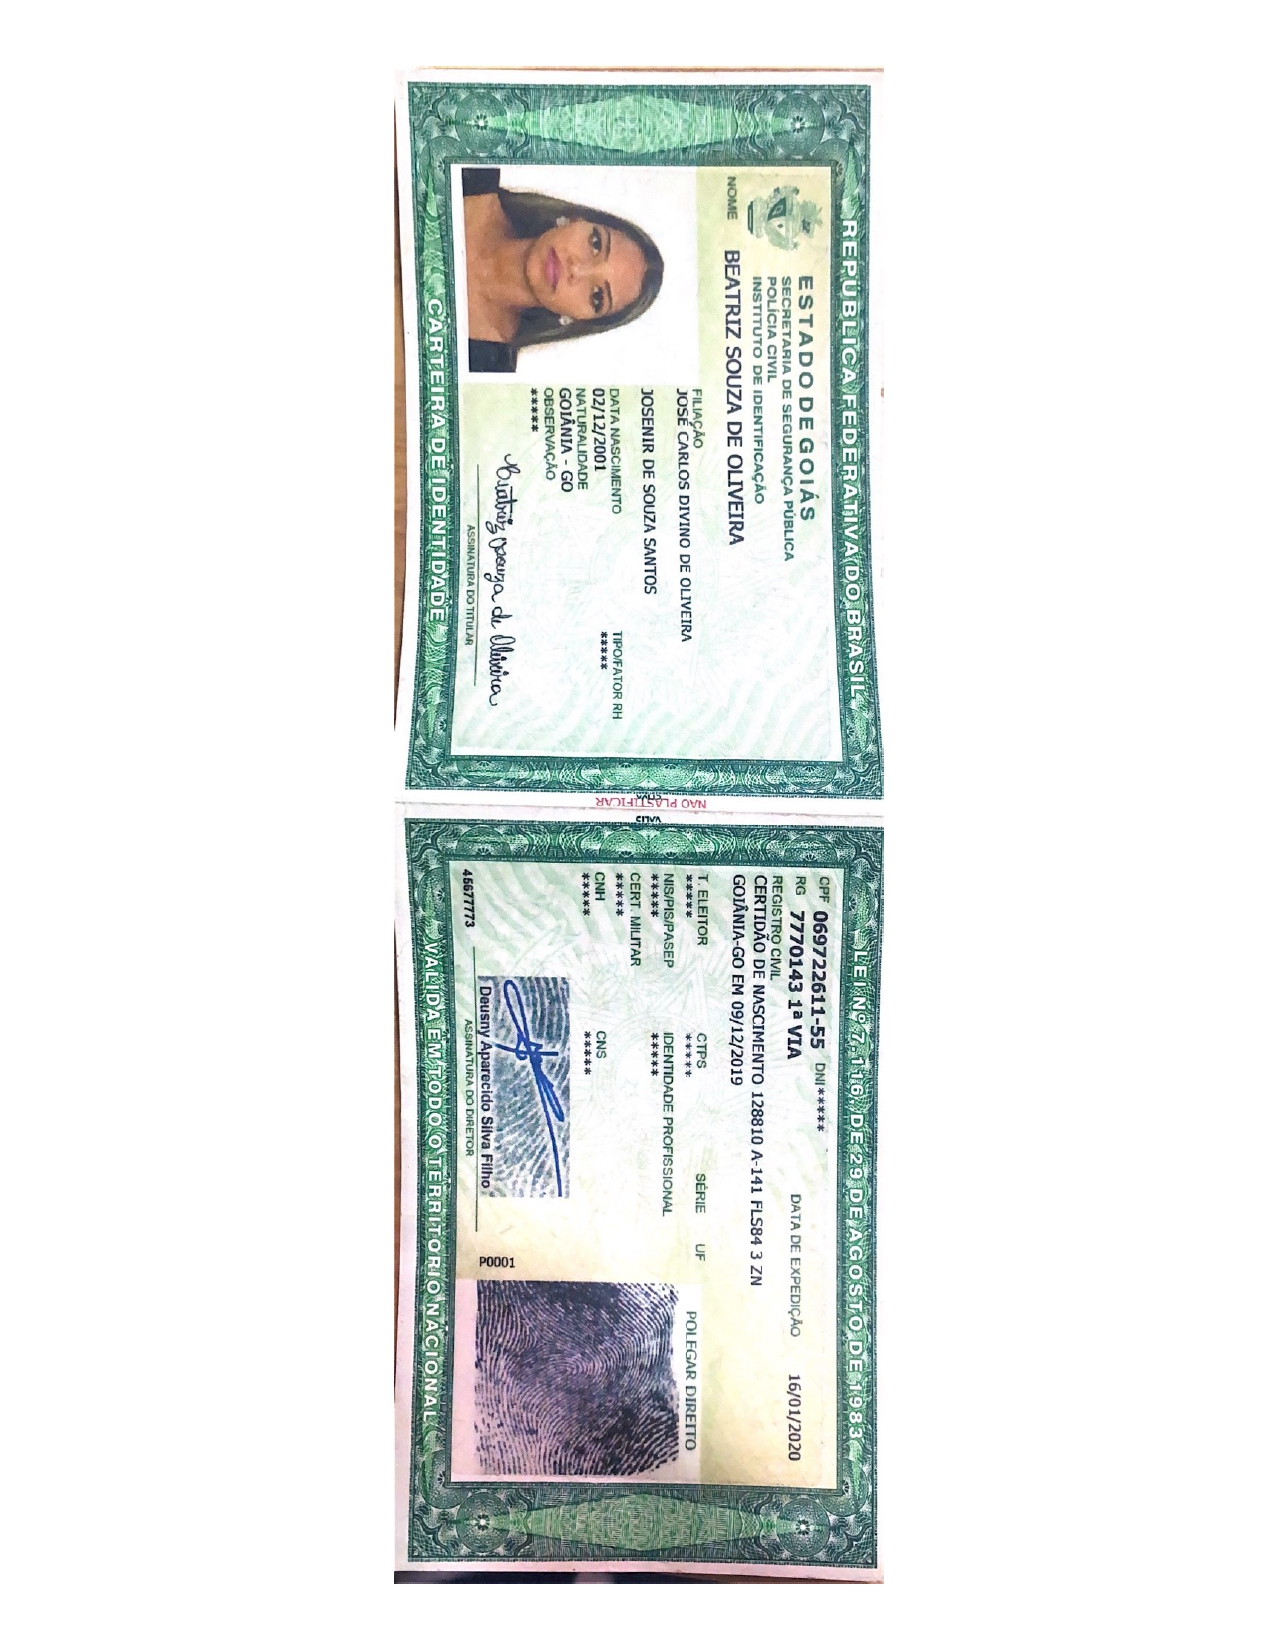 REPÚBLICA FEDERATIVA DO BRASIL
ESTADO DE GOIÁS
SECRETARIA DE SEGURANÇA PÚBLICA
POLÍCIA CIVIL
INSTITUTO DE IDENTIFICAÇÃO
NOME BEATRIZ SOUZA DE OLIVEIRA
FILIAÇÃO
JOSÉ CARLOS DIVINO DE OLIVEIRA
JOSENIR DE SOUZA SANTOS
DATA NASCIMENTO TIPO/FATOR RH
02/12/2001 *****
NATURALIDADE
GOIÂNIA - GO
OBSERVAÇÃO
*****
Beatriz Souza de Oliveira
ASSINATURA DO TITULAR
CARTEIRA DE IDENTIDADE
NAO PLASTIFICAR
LEI Nº 7.116, DE 29 DE AGOSTO DE 1983
CPF 069722611-55 DNI*****
RG 7770143 1ª VIA DATA DE EXPEDIÇÃO 16/01/2020
REGISTRO CIVIL
CERTIDÃO DE NASCIMENTO 128810 A-141 FLS84 3 ZN
GOIÂNIA-GO EM 09/12/2019
T. ELEITOR CTPS SÉRIE UF
***** *****
POLEGAR DIREITO
NIS/PIS/PASEP IDENTIDADE PROFISSIONAL
***** *****
CERT. MILITAR
*****
CNH CNS
***** *****
Deusny Aparecido Silva Filho
45677773 ASSINATURA DO DIRETOR
P0001
VALIDA EM TODO O TERRITORIO NACIONAL